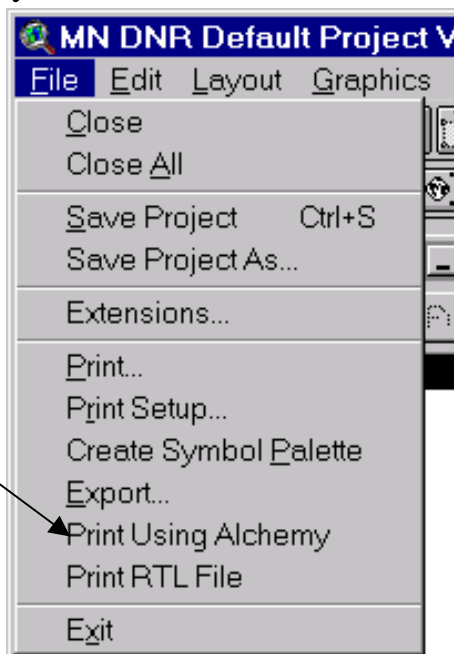 MN DNR Default Project V
File Edit Layout Graphics
Close
Close All
Save Project Ctrl+S
Save Project As...
Extensions...
Print...
Print Setup...
Create Symbol Palette
Export...
Print Using Alchemy
Print RTL File
Exit